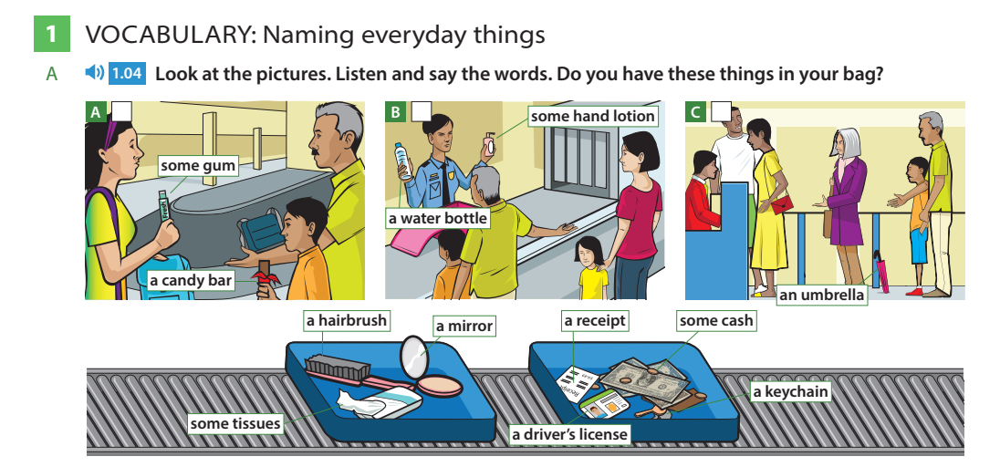 1 VOCABULARY: Naming everyday things
A 1.04 Look at the pictures. Listen and say the words. Do you have these things in your bag?
A
some gum
a candy bar
B
some hand lotion
a water bottle
C
an umbrella
a hairbrush
a mirror
some tissues
a receipt
some cash
a keychain
a driver's license
Receipt